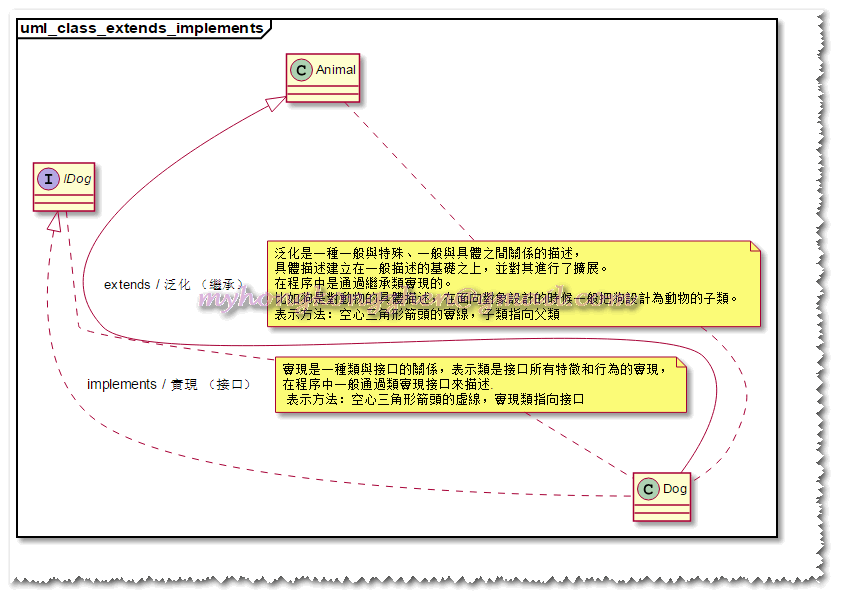 uml_class_extends_implements
C Animal
I IDog
泛化是一種一般與特殊、一般與具體之間關係的描述，
具體描述建立在一般描述的基礎之上，並對其進行了擴展。
在程序中是通過繼承類實現的。
extends / 泛化 （繼承）
比如狗是對動物的具體描述，在面向對象設計的時候一般把狗設計為動物的子類。
表示方法：空心三角形箭頭的實線，子類指向父類
實現是一種類與接口的關係，表示類是接口所有特徵和行為的實現，
在程序中一般通過類實現接口來描述.
implements / 實現 （接口）
表示方法：空心三角形箭頭的虛線，實現類指向接口
C Dog